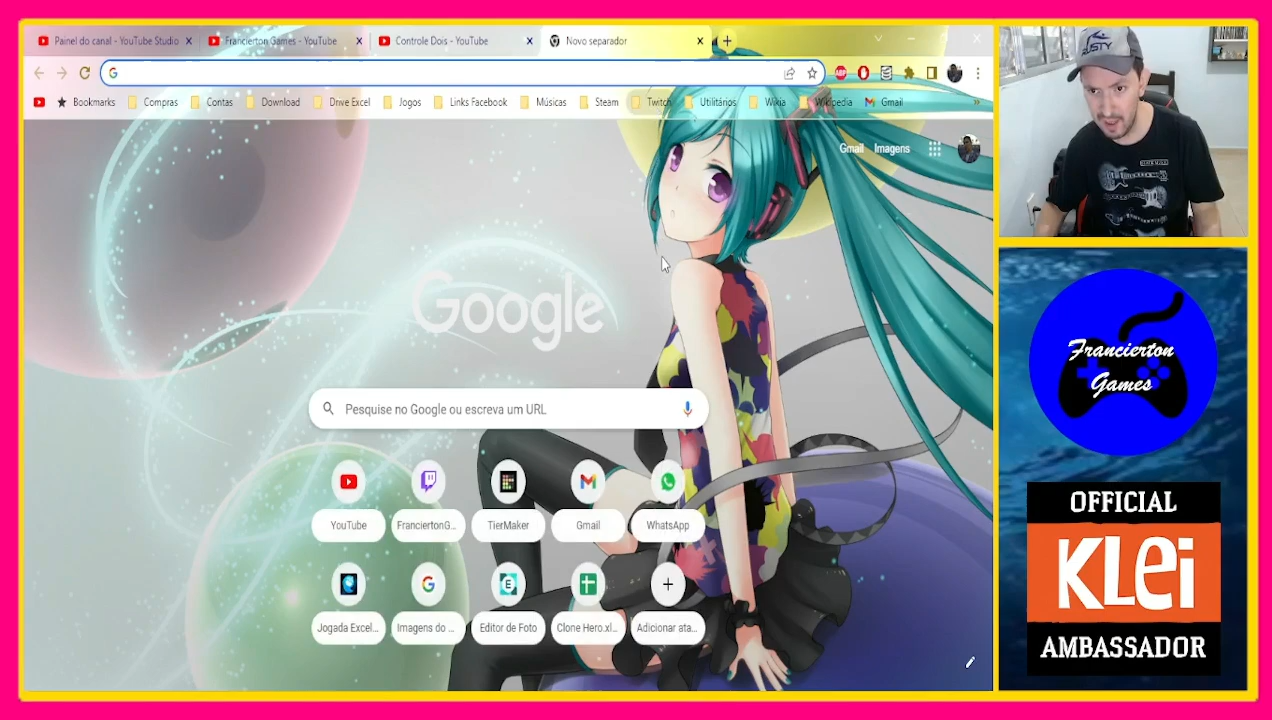 Painel do canal - YouTube Studio
Francierton Games - YouTube
Controle Dois - YouTube
Novo separador
Bookmarks
Compras
Contas
Download
Drive Excel
Jogos
Links Facebook
Músicas
Steam
Twitch
Utilitários
Wikia
Wikipedia
Gmail
Gmail
Imagens
Google
Pesquise no Google ou escreva um URL
YouTube
FranciertonG...
TierMaker
Gmail
WhatsApp
Jogada Excel...
Imagens do ...
Editor de Foto
Clone Hero.xl...
Adicionar ata...
RUSTY
Francierton
Games
OFFICIAL
KLei
AMBASSADOR